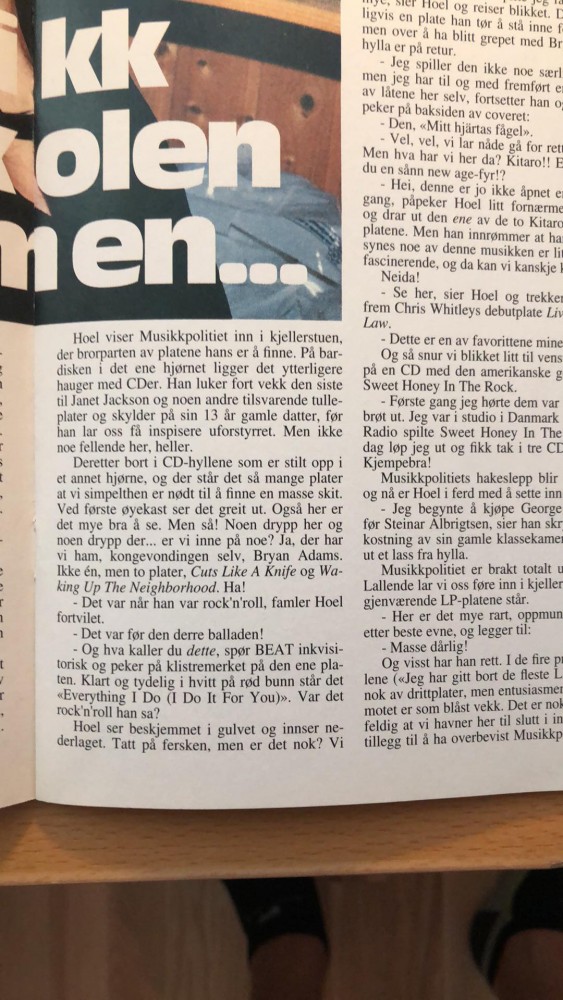 kk
olen
men...
Hoel viser Musikkpolitiet inn i kjellerstuen,
der brorparten av platene hans er å finne. På bar-
disken i det ene hjørnet ligger det ytterligere
hauger med CDer. Han luker fort vekk den siste
til Janet Jackson og noen andre tilsvarende tulle-
plater og skylder på sin 13 år gamle datter, før
han lar oss få inspisere uforstyrret. Men ikke
noe fellende her, heller.
Deretter bort i CD-hyllene som er stilt opp i
et annet hjørne, og der står det så mange plater
at vi simpelthen er nødt til å finne en masse skit.
Ved første øyekast ser det greit ut. Også her er
det mye bra å se. Men så! Noen drypp her og
noen drypp der... er vi inne på noe? Ja, der har
vi ham, kongevondingen selv, Bryan Adams.
Ikke én, men to plater, Cuts Like A Knife og Wa-
king Up The Neighborhood. Ha!
- Det var når han var rock'n'roll, famler Hoel
fortvilet.
- Det var før den derre balladen!
- Og hva kaller du dette, spør BEAT inkvisi-
torisk og peker på klistremerket på den ene pla-
ten. Klart og tydelig i hvitt på rød bunn står det
«Everything I Do (I Do It For You)». Var det
rock'n'roll han sa?
Hoel ser beskjemmet i gulvet og innser ne-
derlaget. Tatt på fersken, men er det nok? Vi
sier Hoel og reiser blikket.
ligvis en plate han tør å stå inne
men over å ha blitt grepet med
hylla er på retur.
- Jeg spiller den ikke noe
men jeg har til og med fremført
av låtene her selv, fortsetter han
peker på baksiden av coveret:
- Den, «Mitt hjärtas fågel».
- Vel, vel, vi lar nåde gå for
Men hva har vi her da? Kitaro!!
du en sånn new age-fyr!?
- Hei, denne er jo ikke åpnet
gang, påpeker Hoel litt
og drar ut den ene av de to
platene. Men han innrømmer at
synes noe av denne musikken er
fascinerende, og da kan vi kanskje
Neida!
- Se her, sier Hoel og trekker
frem Chris Whitleys debutplate
Law.
- Dette er en av favorittene
Og så snur vi blikket litt til
på en CD med den amerikanske
Sweet Honey In The Rock.
- Første gang jeg hørte dem var
brøt ut. Jeg var i studio i Danmark
Radio spilte Sweet Honey In The
dag løp jeg ut og fikk tak i tre
Kjempebra!
Musikkpolitiets hakeslepp blir
og nå er Hoel i ferd med å sette
- Jeg begynte å kjøpe George
før Steinar Albrigtsen, sier han
kostning av sin gamle
ut et lass fra hylla.
Musikkpolitiet er brakt totalt
Lallende lar vi oss føre inn i
gjenværende LP-platene står.
- Her er det mye rart,
etter beste evne, og legger til:
- Masse dårlig!
Og visst har han rett. I de fire
lene («Jeg har gitt bort de fleste
nok av drittplater, men
motet er som blåst vekk. Det er
feldig at vi havner her til slutt i
tillegg til å ha overbevist